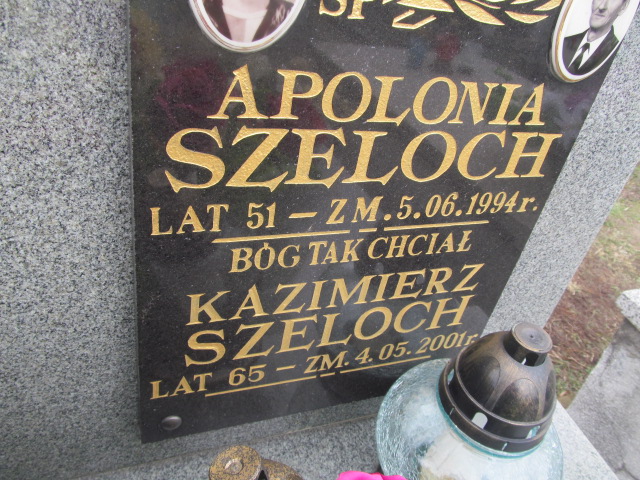 SP
APOLONIA
SZELOCH
LAT 51 – ZM. 5.06.1994 r.
BÓG TAK CHCIAŁ
KAZIMIERZ
SZELOCH
LAT 65 – ZM. 4.05.2001 r.